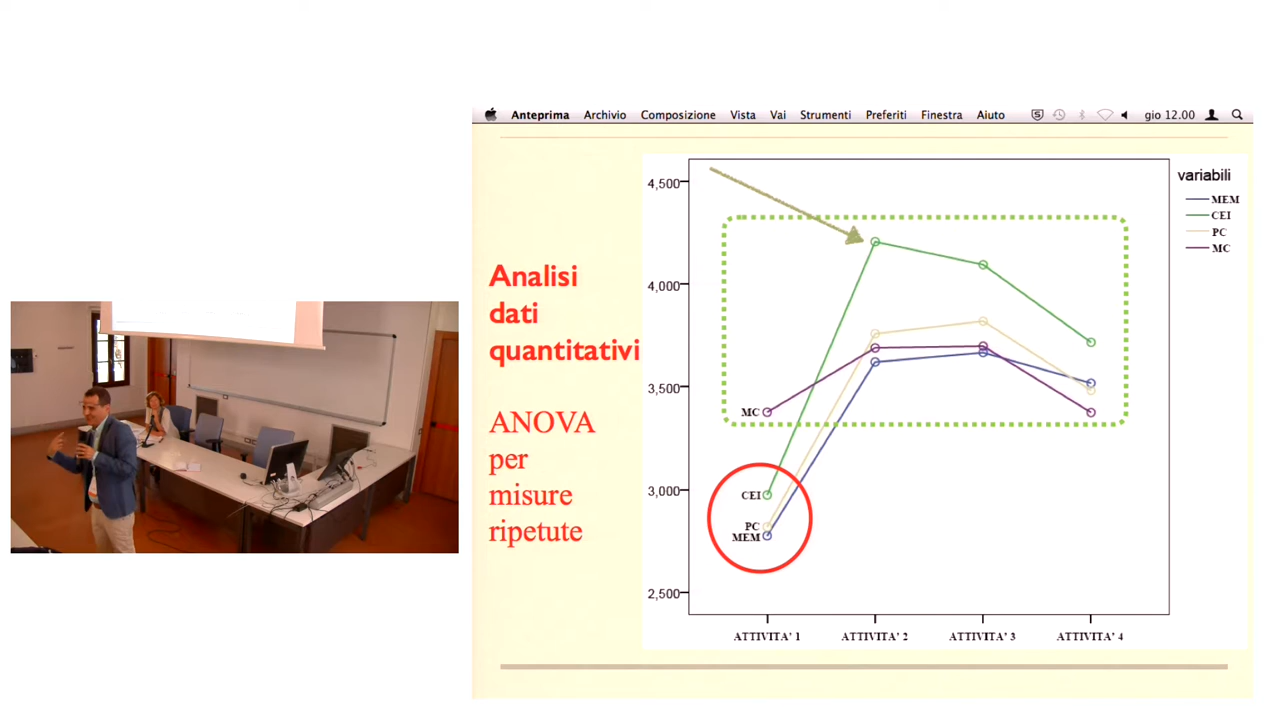 Anteprima Archivio Composizione Vista Vai Strumenti Preferiti Finestra Aiuto gio 12.00
Analisi
dati
quantitativi
ANOVA
per
misure
ripetute
4,500
4,000
3,500
3,000
2,500
MC
CEI
PC
MEM
ATTIVITA' 1 ATTIVITA' 2 ATTIVITA' 3 ATTIVITA' 4
variabili
MEM
CEI
PC
MC